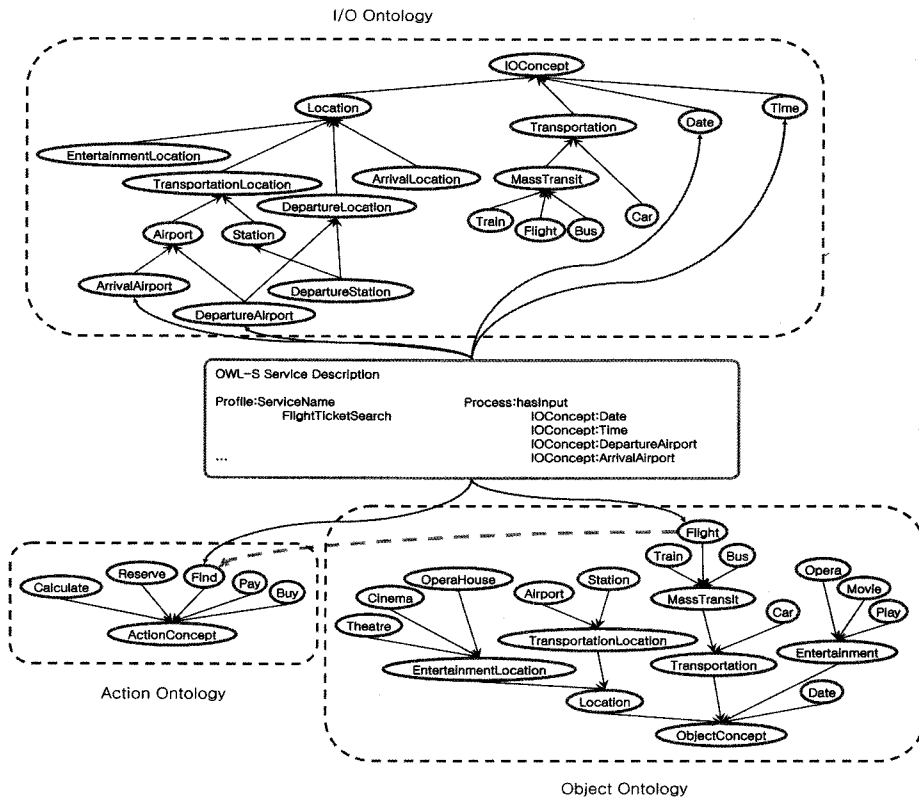 I/O Ontology
IOConcept
Location
Date
Time
Transportation
EntertainmentLocation
TransportationLocation
ArrivalLocation
MassTransit
DepartureLocation
Train
Flight
Bus
Car
Airport
Station
ArrivalAirport
DepartureStation
DepartureAirport
OWL-S Service Description
Profile:ServiceName
FlightTicketSearch
...
Process:hasInput
IOConcept:Date
IOConcept:Time
IOConcept:DepartureAirport
IOConcept:ArrivalAirport
Calculate
Reserve
Find
Pay
Buy
ActionConcept
Action Ontology
Flight
Train
Bus
OperaHouse
Station
Opera
Cinema
Airport
MassTransit
Movie
Theatre
Car
Play
TransportationLocation
EntertainmentLocation
Transportation
Entertainment
Location
Date
ObjectConcept
Object Ontology